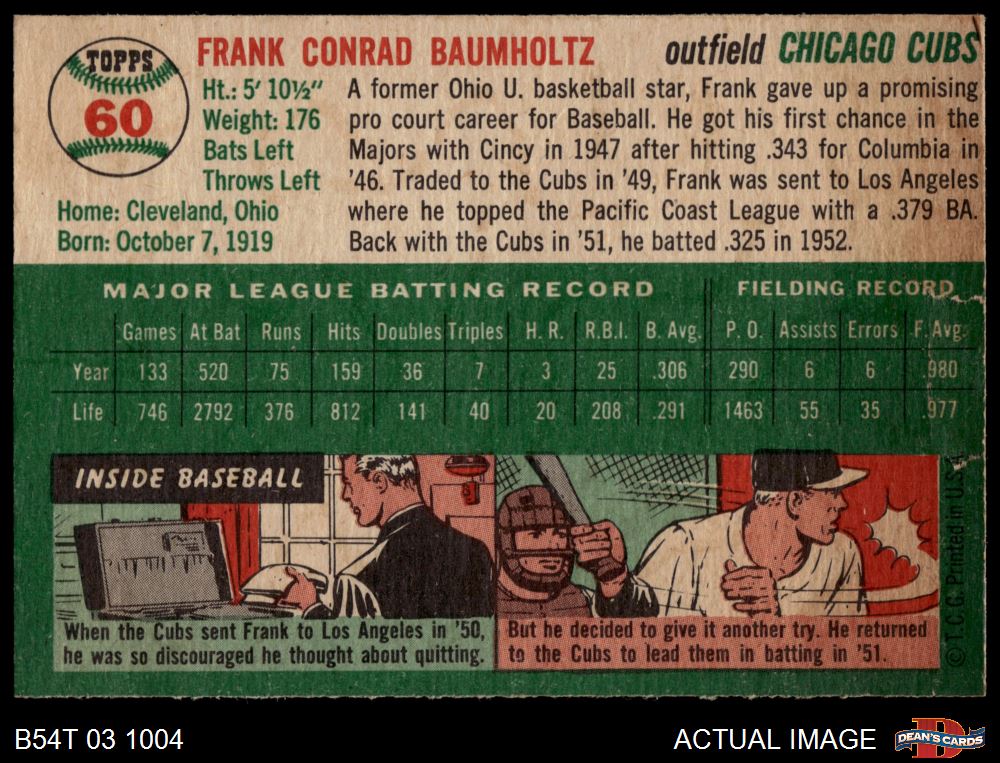 TOPPS
60
FRANK CONRAD BAUMHOLTZ outfield CHICAGO CUBS
Ht.: 5' 10½"
Weight: 176
Bats Left
Throws Left
Home: Cleveland, Ohio
Born: October 7, 1919
A former Ohio U. basketball star, Frank gave up a promising
pro court career for Baseball. He got his first chance in the
Majors with Cincy in 1947 after hitting .343 for Columbia in
'46. Traded to the Cubs in '49, Frank was sent to Los Angeles
where he topped the Pacific Coast League with a .379 BA.
Back with the Cubs in '51, he batted .325 in 1952.
MAJOR LEAGUE BATTING RECORD FIELDING RECORD
Games At Bat Runs Hits Doubles Triples H. R. R.B.I. B. Avg. P. O. Assists Errors F. Avg.
Year 133 520 75 159 36 7 3 25 .306 290 6 6 .980
Life 746 2792 376 812 141 40 20 208 .291 1463 55 35 .977
INSIDE BASEBALL
When the Cubs sent Frank to Los Angeles in '50,
he was so discouraged he thought about quitting.
But he decided to give it another try. He returned
to the Cubs to lead them in batting in '51.
© T. C. G. Printed in U.S.A.
B54T 03 1004 ACTUAL IMAGE
D
DEAN'S CARDS